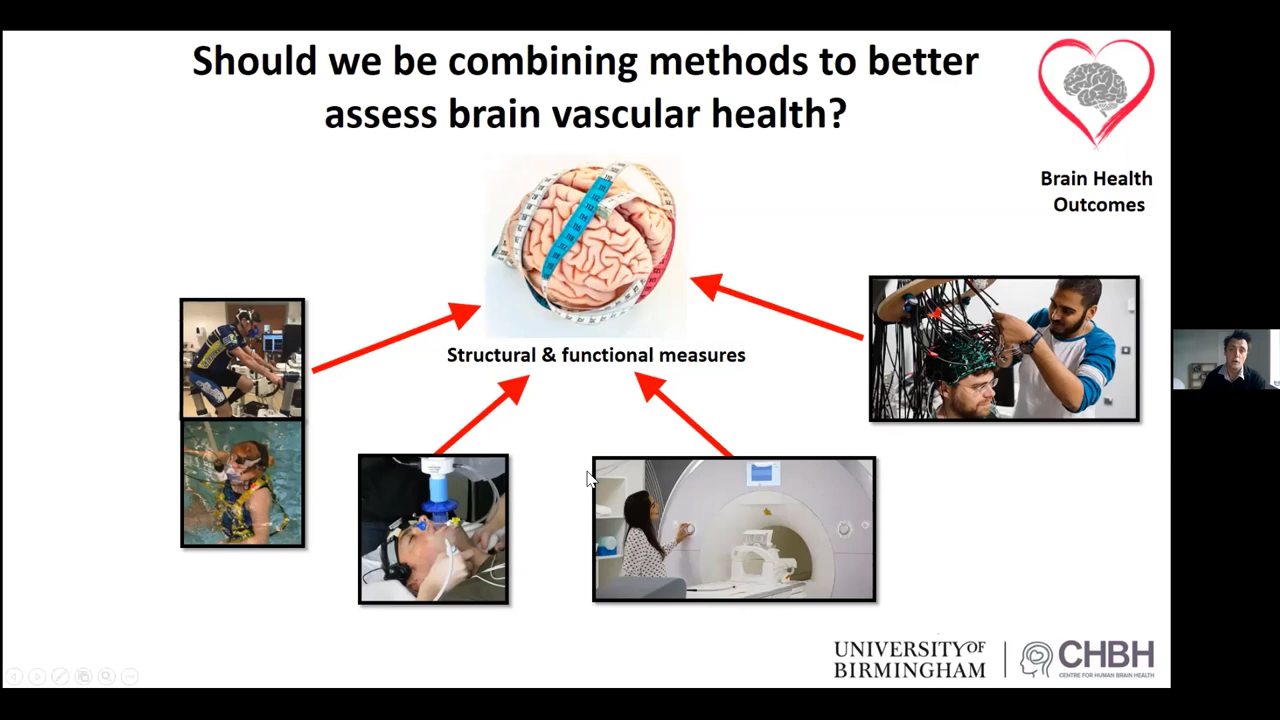 Should we be combining methods to better
assess brain vascular health?
Brain Health
Outcomes
Structural & functional measures
UNIVERSITY OF
BIRMINGHAM
CHBH
CENTRE FOR HUMAN BRAIN HEALTH